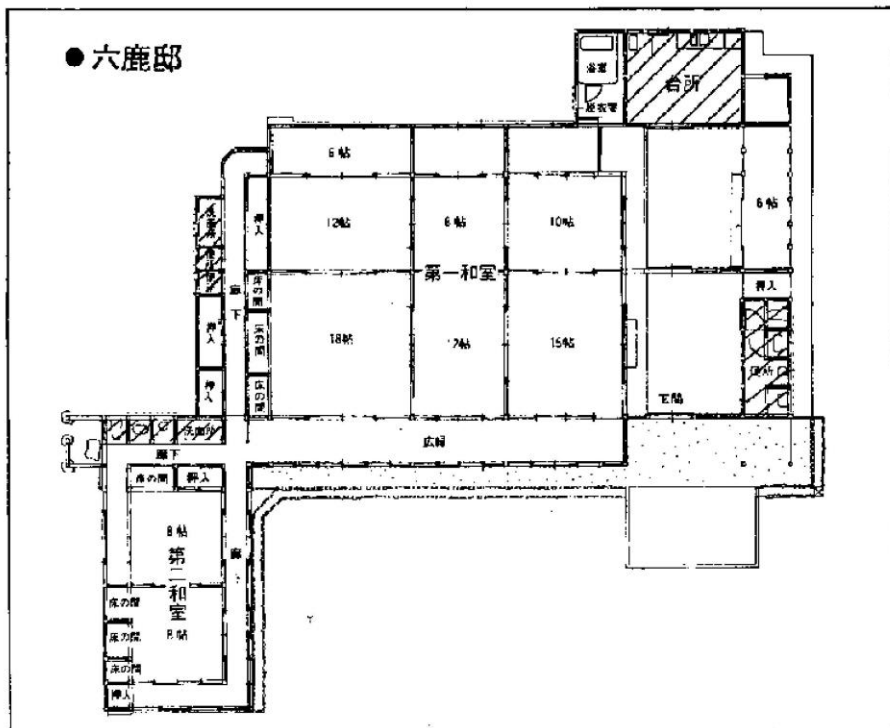 ● 六鹿邸
浴室
台所
脱衣室
6帖
6帖
12帖
8帖
10帖
押入
第一和室
押入
床の間
廊下
押入
床の間
18帖
12帖
15帖
便所
押入
床の間
玄関
洗面所
広縁
廊下
床の間
押入
8帖
第二和室
床の間
床の間
8帖
床の間
押入